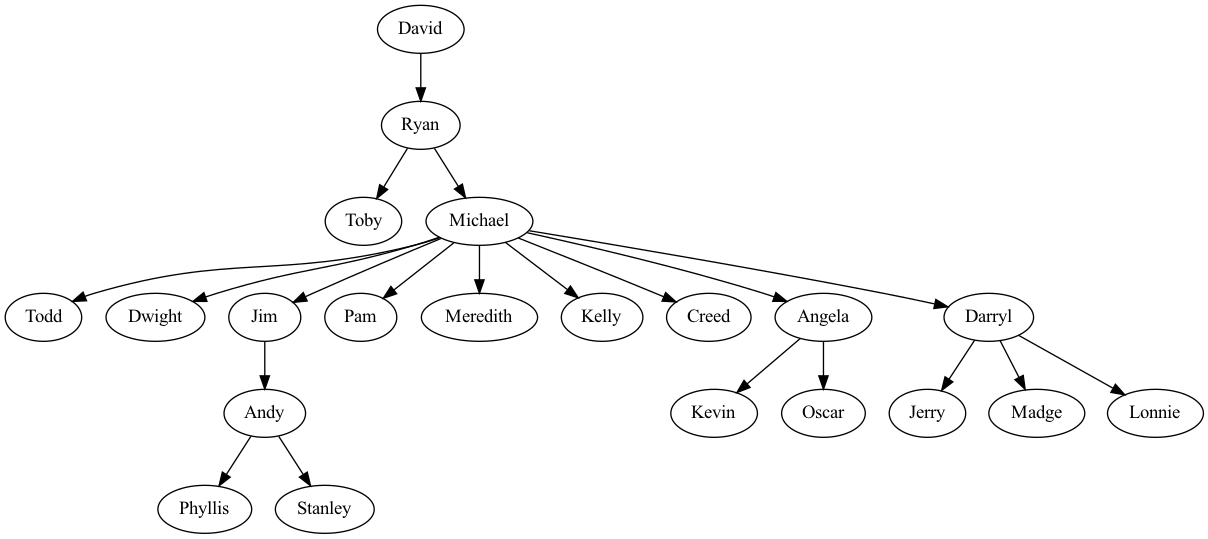 David
Ryan
Toby
Michael
Todd
Dwight
Jim
Pam
Meredith
Kelly
Creed
Angela
Darryl
Andy
Kevin
Oscar
Jerry
Madge
Lonnie
Phyllis
Stanley